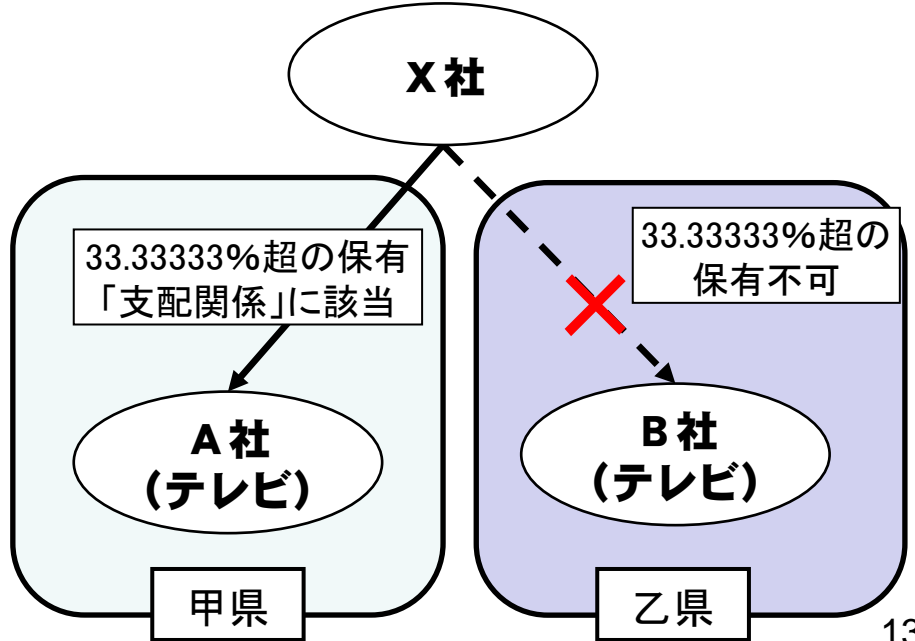 X社
33.33333%超の保有
「支配関係」に該当
33.33333%超の
保有不可
A社
(テレビ)
B社
(テレビ)
甲県
乙県
13